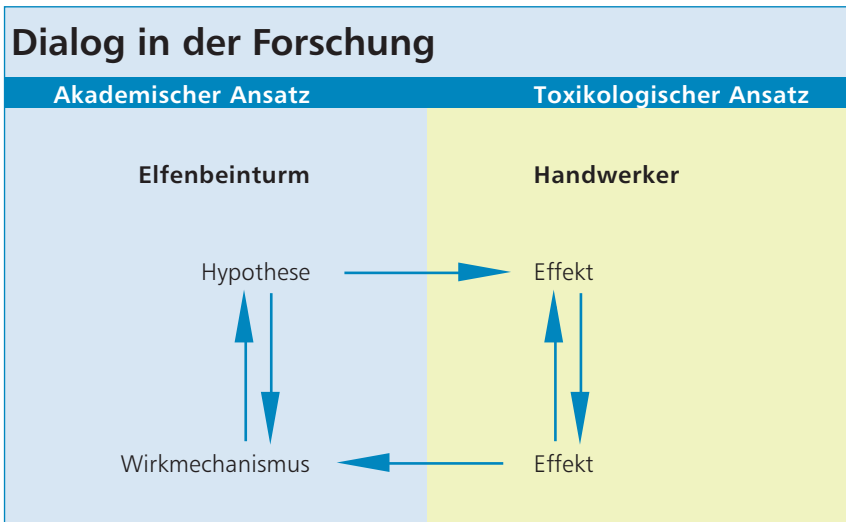 Dialog in der Forschung
Akademischer Ansatz Toxikologischer Ansatz
Elfenbeinturm Handwerker
Hypothese Effekt
Wirkmechanismus Effekt